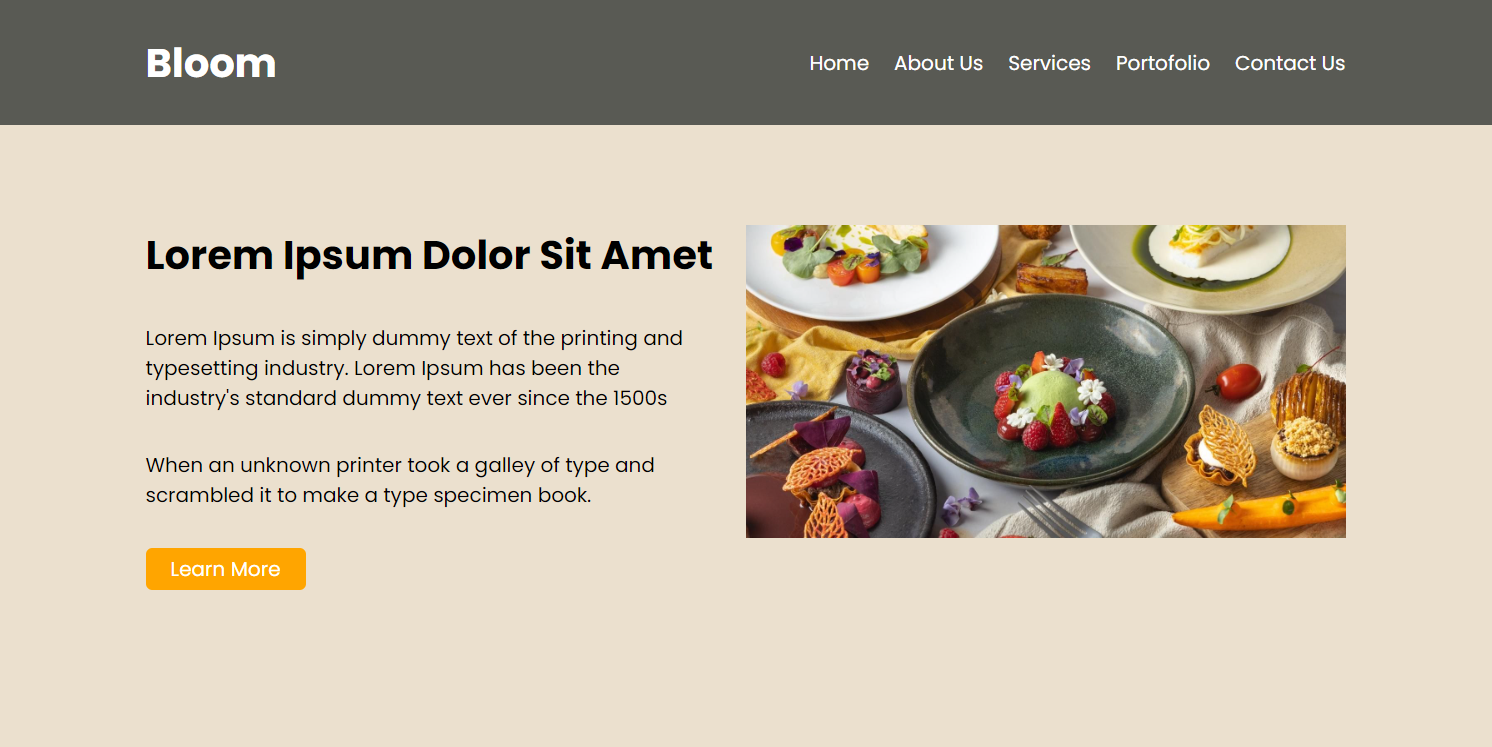 Bloom
Home About Us Services Portofolio Contact Us
Lorem Ipsum Dolor Sit Amet
Lorem Ipsum is simply dummy text of the printing and
typesetting industry. Lorem Ipsum has been the
industry's standard dummy text ever since the 1500s
When an unknown printer took a galley of type and
scrambled it to make a type specimen book.
Learn More